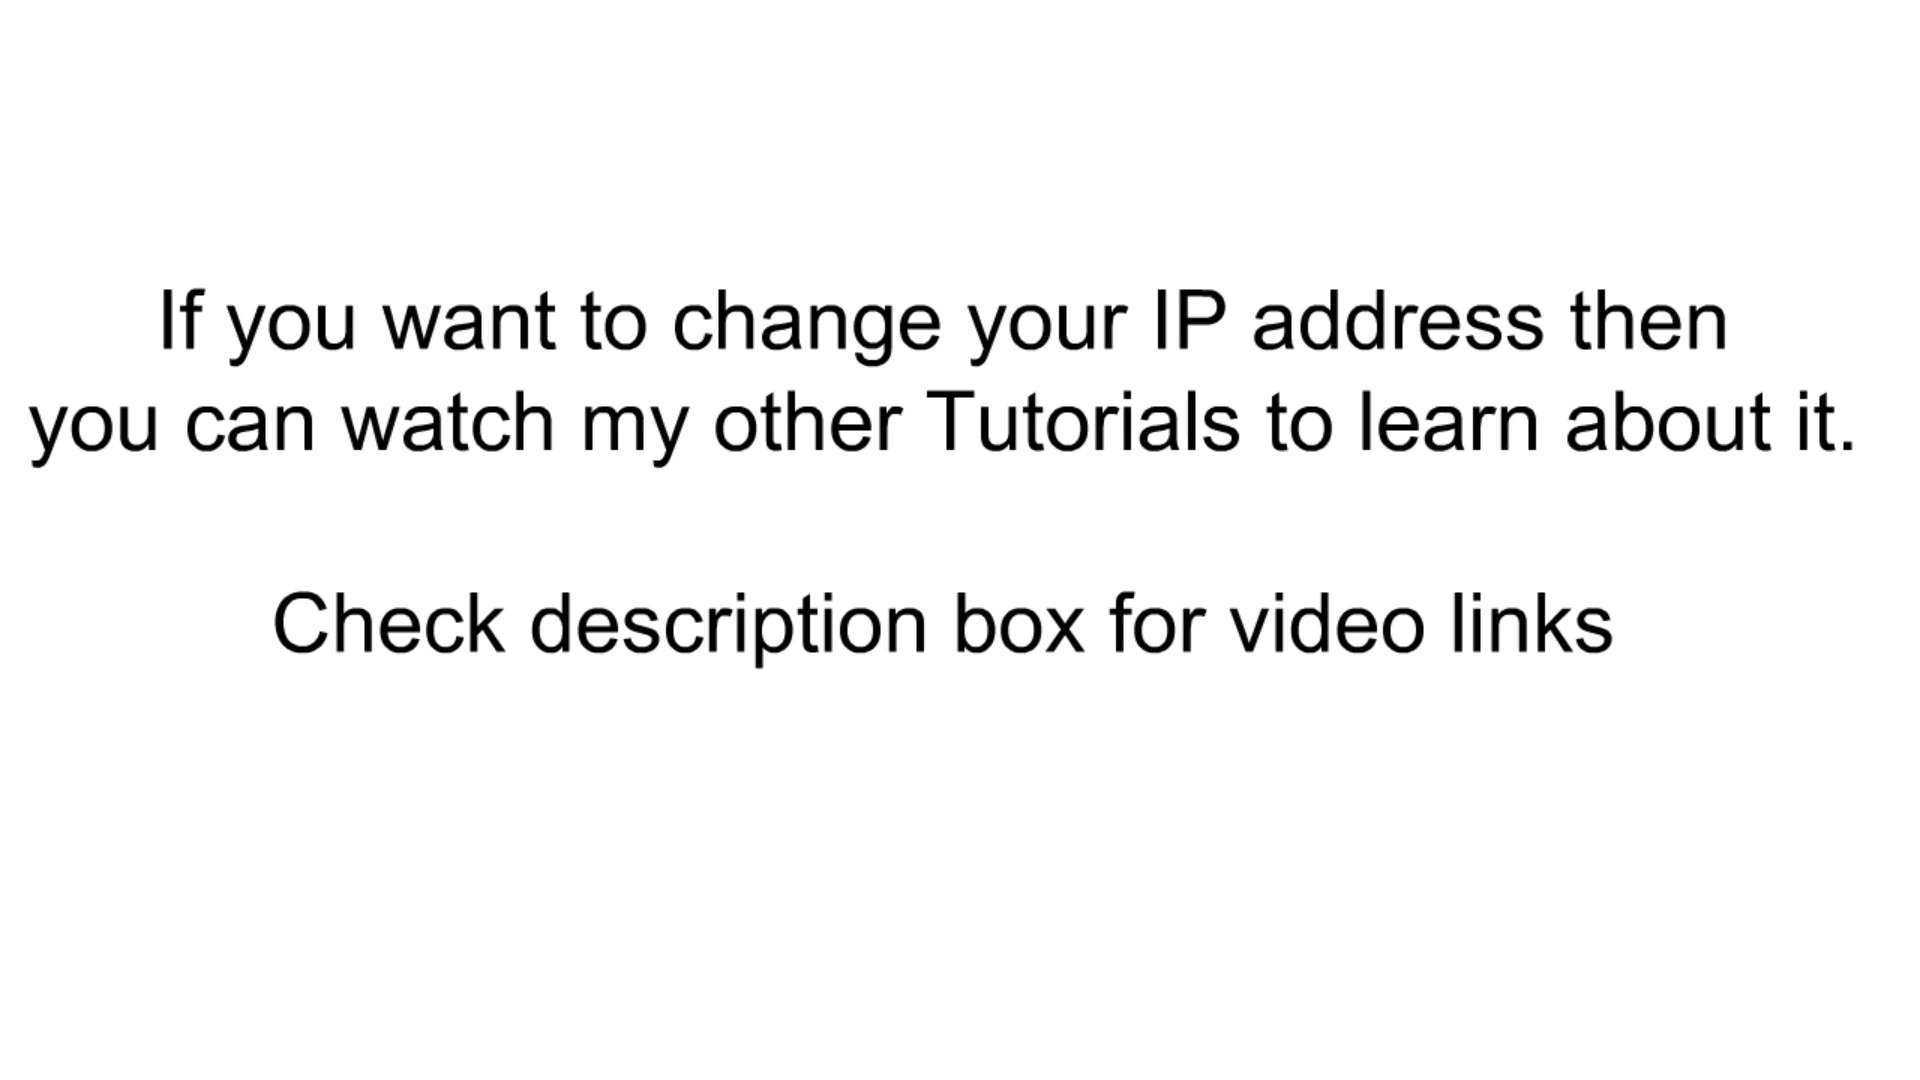 If you want to change your IP address then
you can watch my other Tutorials to learn about it.
Check description box for video links